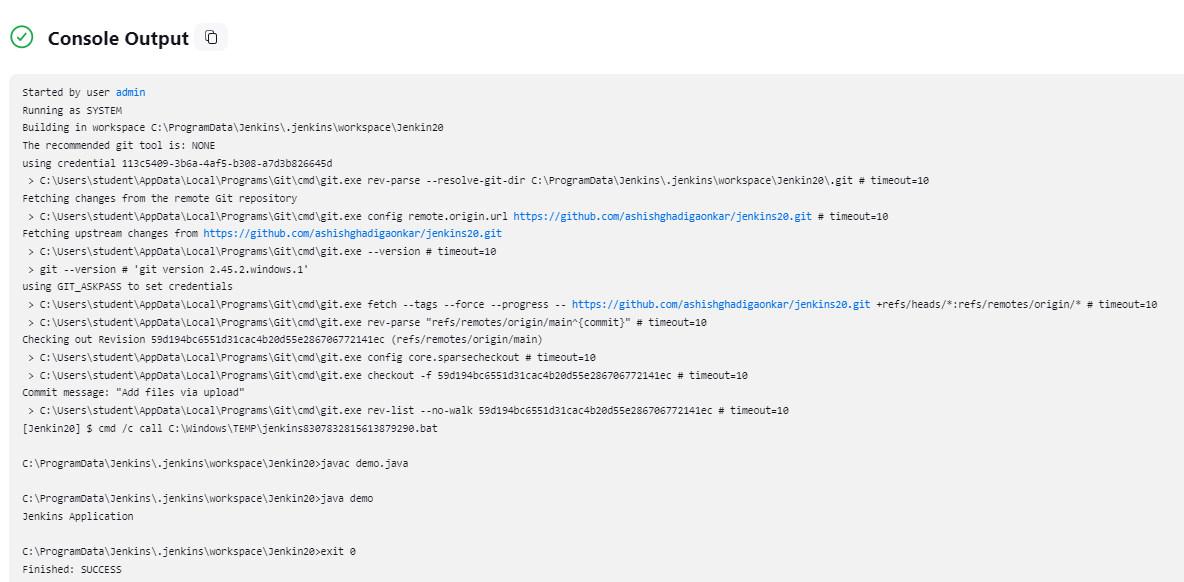 Console Output
Started by user admin
Running as SYSTEM
Building in workspace C:\ProgramData\Jenkins\.jenkins\workspace\Jenkin20
The recommended git tool is: NONE
using credential 113c5409-3b6a-4af5-b308-a7d3b826645d
> C:\Users\student\AppData\Local\Programs\Git\cmd\git.exe rev-parse --resolve-git-dir C:\ProgramData\Jenkins\.jenkins\workspace\Jenkin20\.git # timeout=10
Fetching changes from the remote Git repository
> C:\Users\student\AppData\Local\Programs\Git\cmd\git.exe config remote.origin.url https://github.com/ashishghadigaonkar/jenkins20.git # timeout=10
Fetching upstream changes from https://github.com/ashishghadigaonkar/jenkins20.git
> C:\Users\student\AppData\Local\Programs\Git\cmd\git.exe --version # timeout=10
> git --version # 'git version 2.45.2.windows.1'
using GIT_ASKPASS to set credentials
> C:\Users\student\AppData\Local\Programs\Git\cmd\git.exe fetch --tags --force --progress -- https://github.com/ashishghadigaonkar/jenkins20.git +refs/heads/*:refs/remotes/origin/* # timeout=10
> C:\Users\student\AppData\Local\Programs\Git\cmd\git.exe rev-parse "refs/remotes/origin/main^{commit}" # timeout=10
Checking out Revision 59d194bc6551d31cac4b20d55e286706772141ec (refs/remotes/origin/main)
> C:\Users\student\AppData\Local\Programs\Git\cmd\git.exe config core.sparsecheckout # timeout=10
> C:\Users\student\AppData\Local\Programs\Git\cmd\git.exe checkout -f 59d194bc6551d31cac4b20d55e286706772141ec # timeout=10
Commit message: "Add files via upload"
> C:\Users\student\AppData\Local\Programs\Git\cmd\git.exe rev-list --no-walk 59d194bc6551d31cac4b20d55e286706772141ec # timeout=10
[Jenkin20] $ cmd /c call C:\Windows\TEMP\jenkins8307832815613879290.bat
C:\ProgramData\Jenkins\.jenkins\workspace\Jenkin20>javac demo.java
C:\ProgramData\Jenkins\.jenkins\workspace\Jenkin20>java demo
Jenkins Application
C:\ProgramData\Jenkins\.jenkins\workspace\Jenkin20>exit 0
Finished: SUCCESS